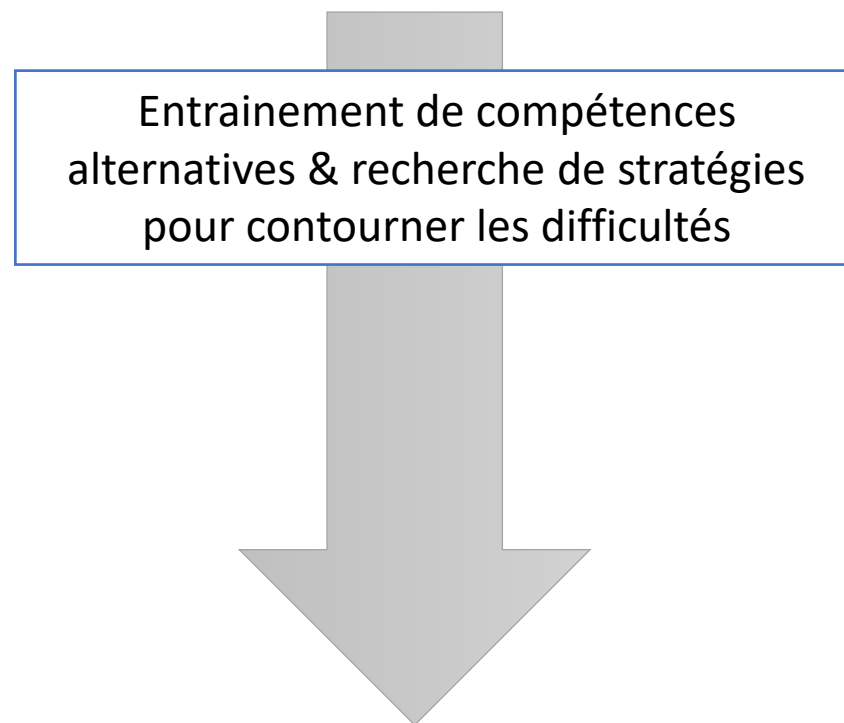 Entrainement de compétences
alternatives & recherche de stratégies
pour contourner les difficultés